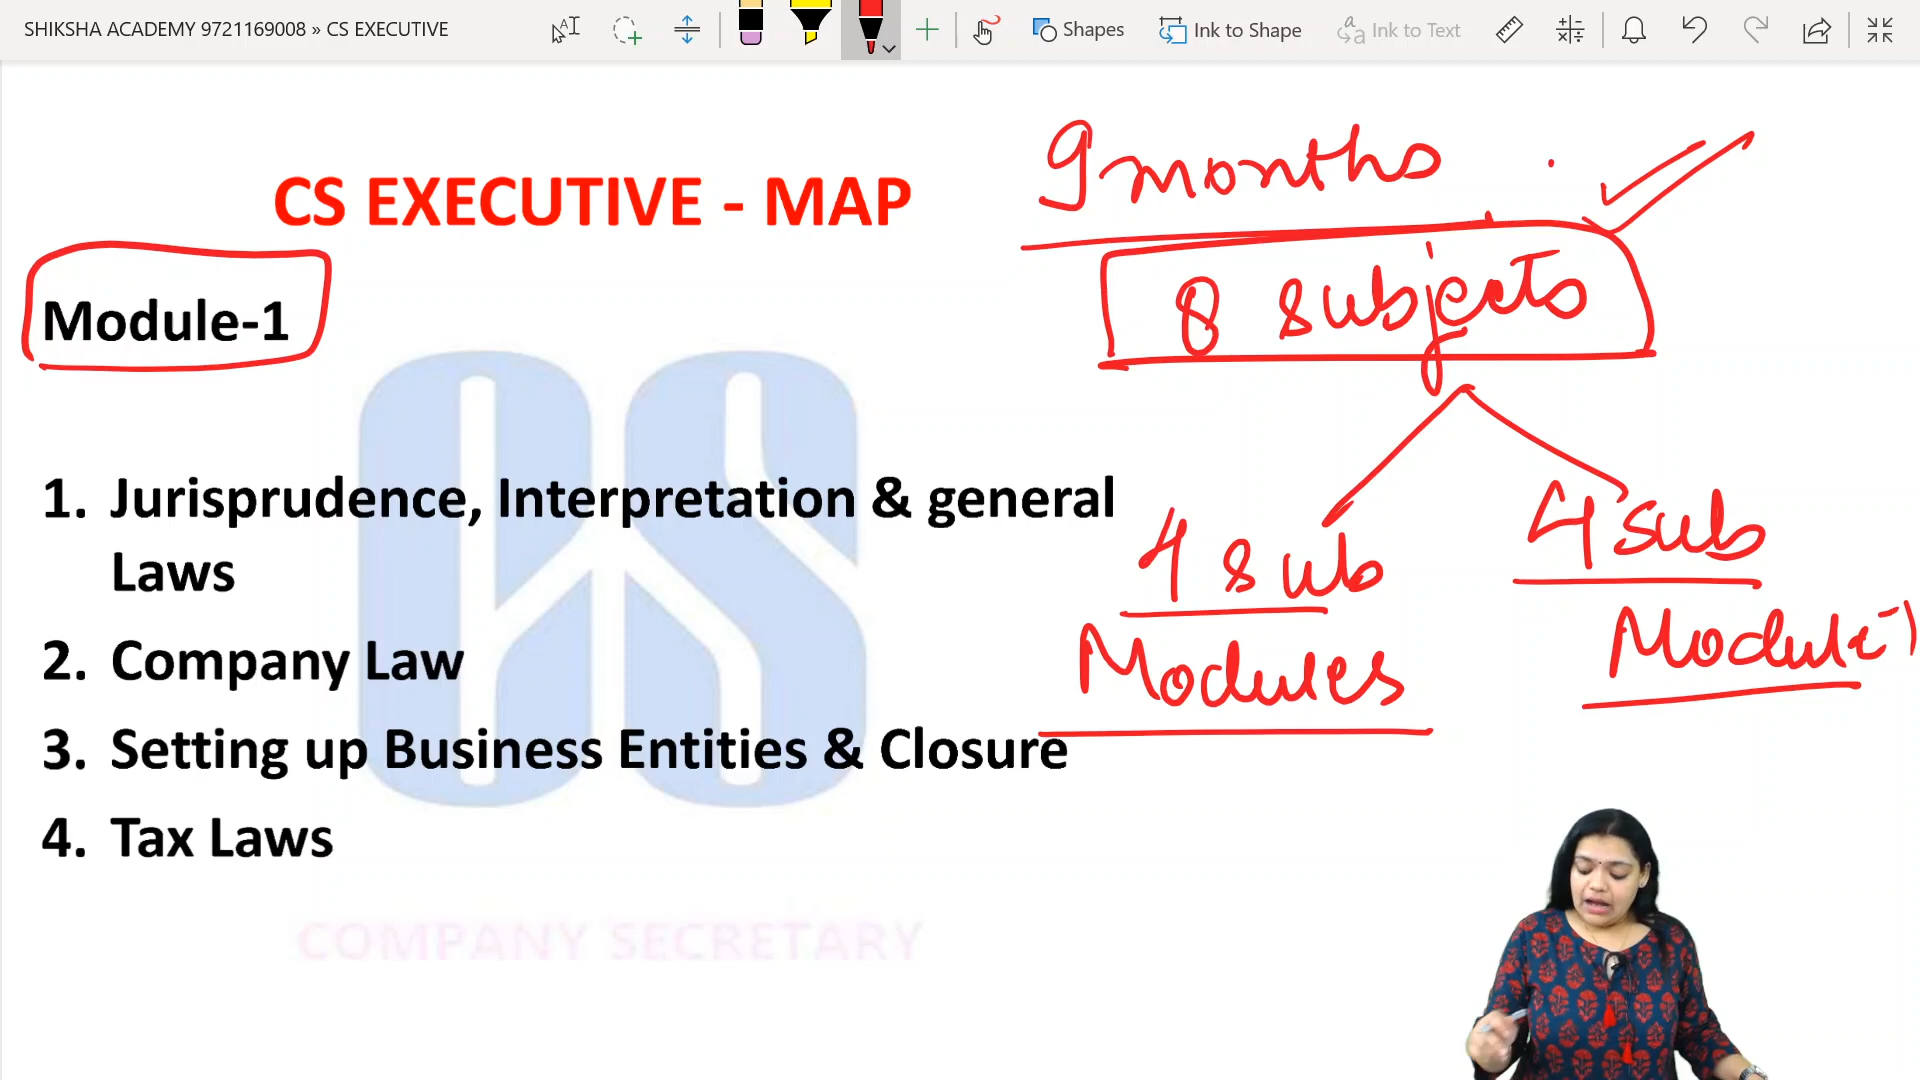 SHIKSHA ACADEMY 9721169008 » CS EXECUTIVE
Shapes
Ink to Shape
Ink to Text
CS EXECUTIVE - MAP
9 months
8 subjects
Module-1
1. Jurisprudence, Interpretation & general
Laws
4 sub
4 sub
2. Company Law
Modules
Module-1
3. Setting up Business Entities & Closure
4. Tax Laws
CS
COMPANY SECRETARY